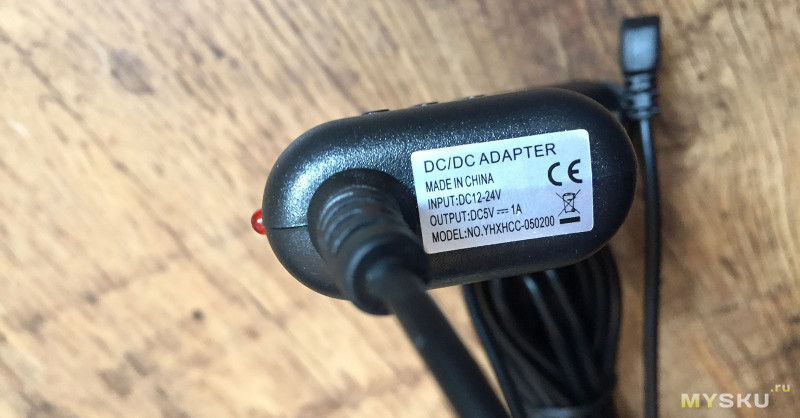 DC/DC ADAPTER
MADE IN CHINA
INPUT:DC12-24V
OUTPUT:DC5V⎓1A
MODEL:NO.YHXHCC-050200
CE
MYSKU.ru